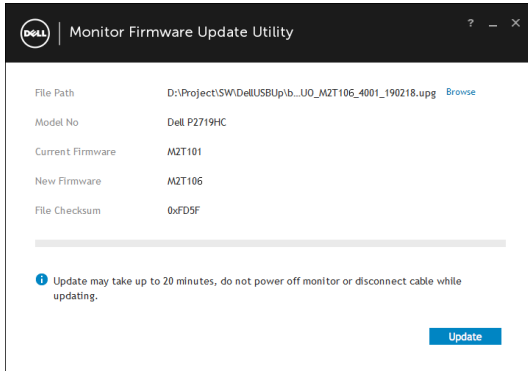 DELL Monitor Firmware Update Utility ? _ ×
File Path D:\Project\SW\DellUSBUp\b...UO_M2T106_4001_190218.upg Browse
Model No Dell P2719HC
Current Firmware M2T101
New Firmware M2T106
File Checksum 0xFD5F
Update may take up to 20 minutes, do not power off monitor or disconnect cable while
updating.
Update